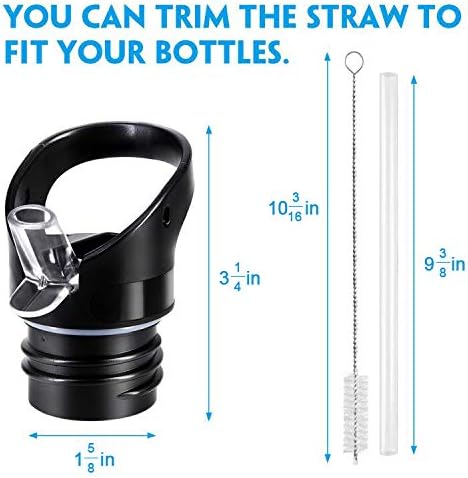 YOU CAN TRIM THE STRAW TO
FIT YOUR BOTTLES.
10 3/16 in
3 1/4 in
9 3/8 in
1 5/8 in